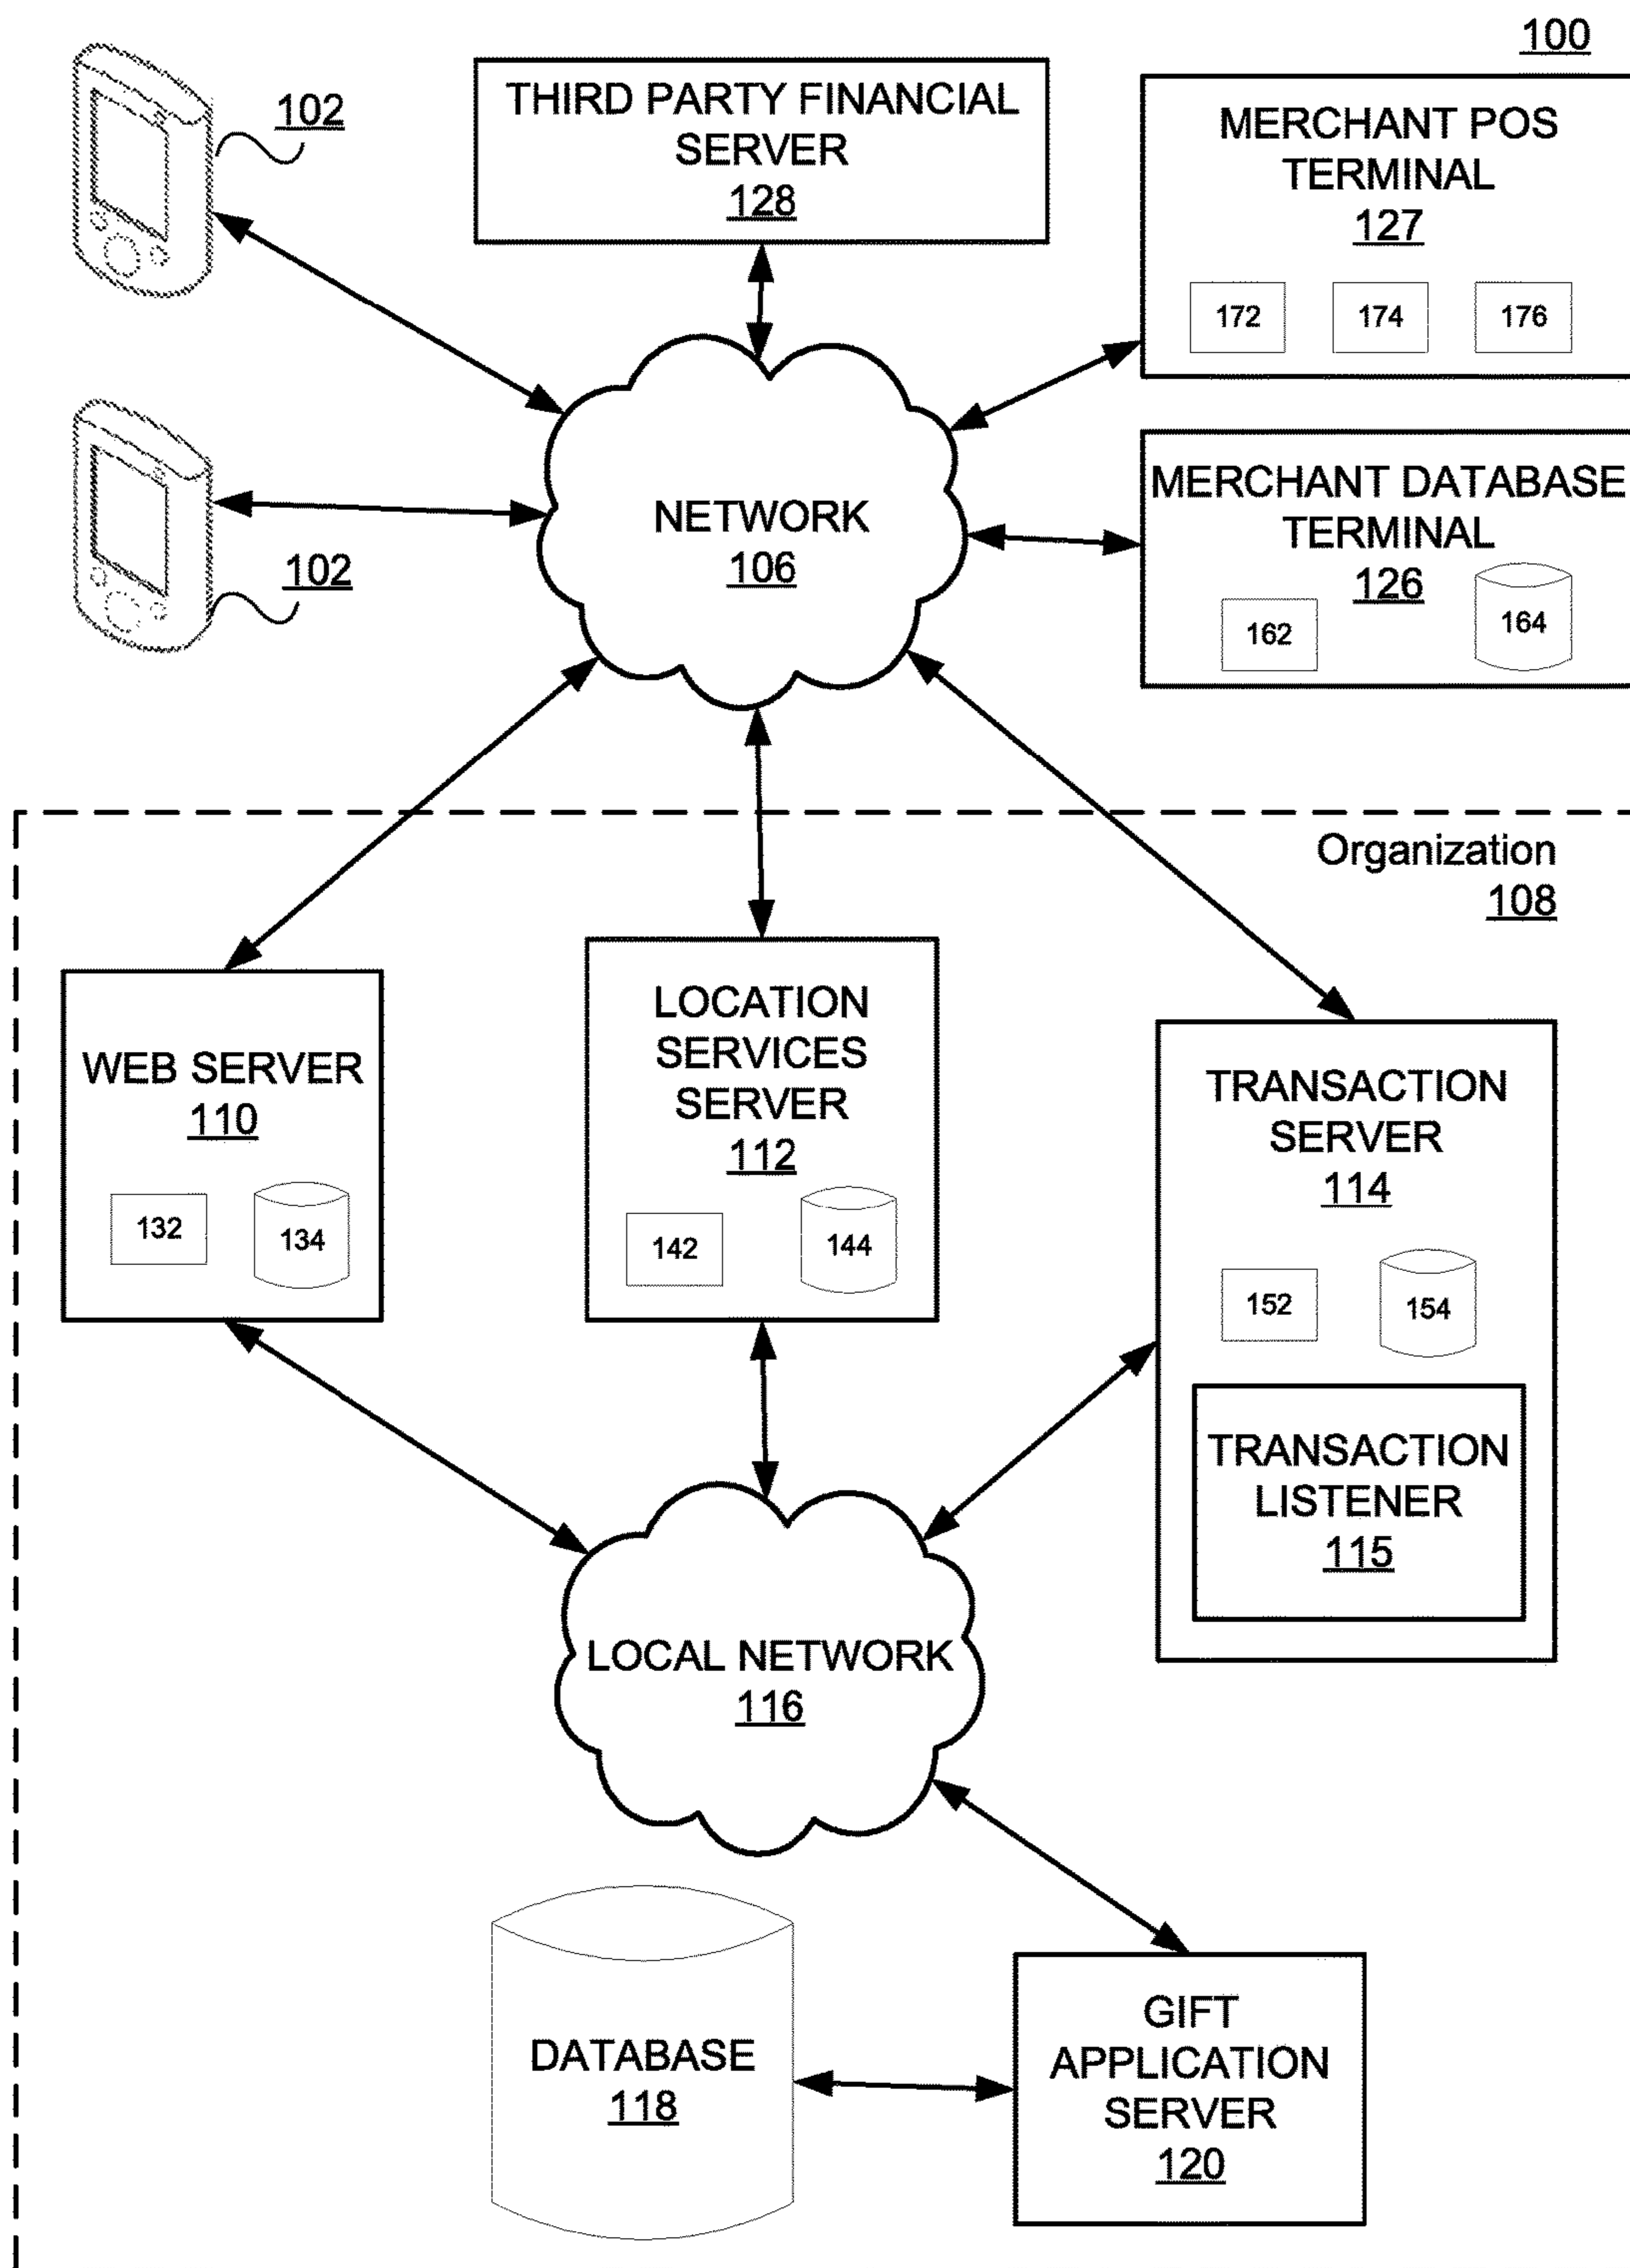 100
102
THIRD PARTY FINANCIAL
SERVER
128
MERCHANT POS
TERMINAL
127
172
174
176
102
NETWORK
106
MERCHANT DATABASE
TERMINAL
126
162
164
Organization
108
WEB SERVER
110
132
134
LOCATION
SERVICES
SERVER
112
142
144
TRANSACTION
SERVER
114
152
154
TRANSACTION
LISTENER
115
LOCAL NETWORK
116
DATABASE
118
GIFT
APPLICATION
SERVER
120